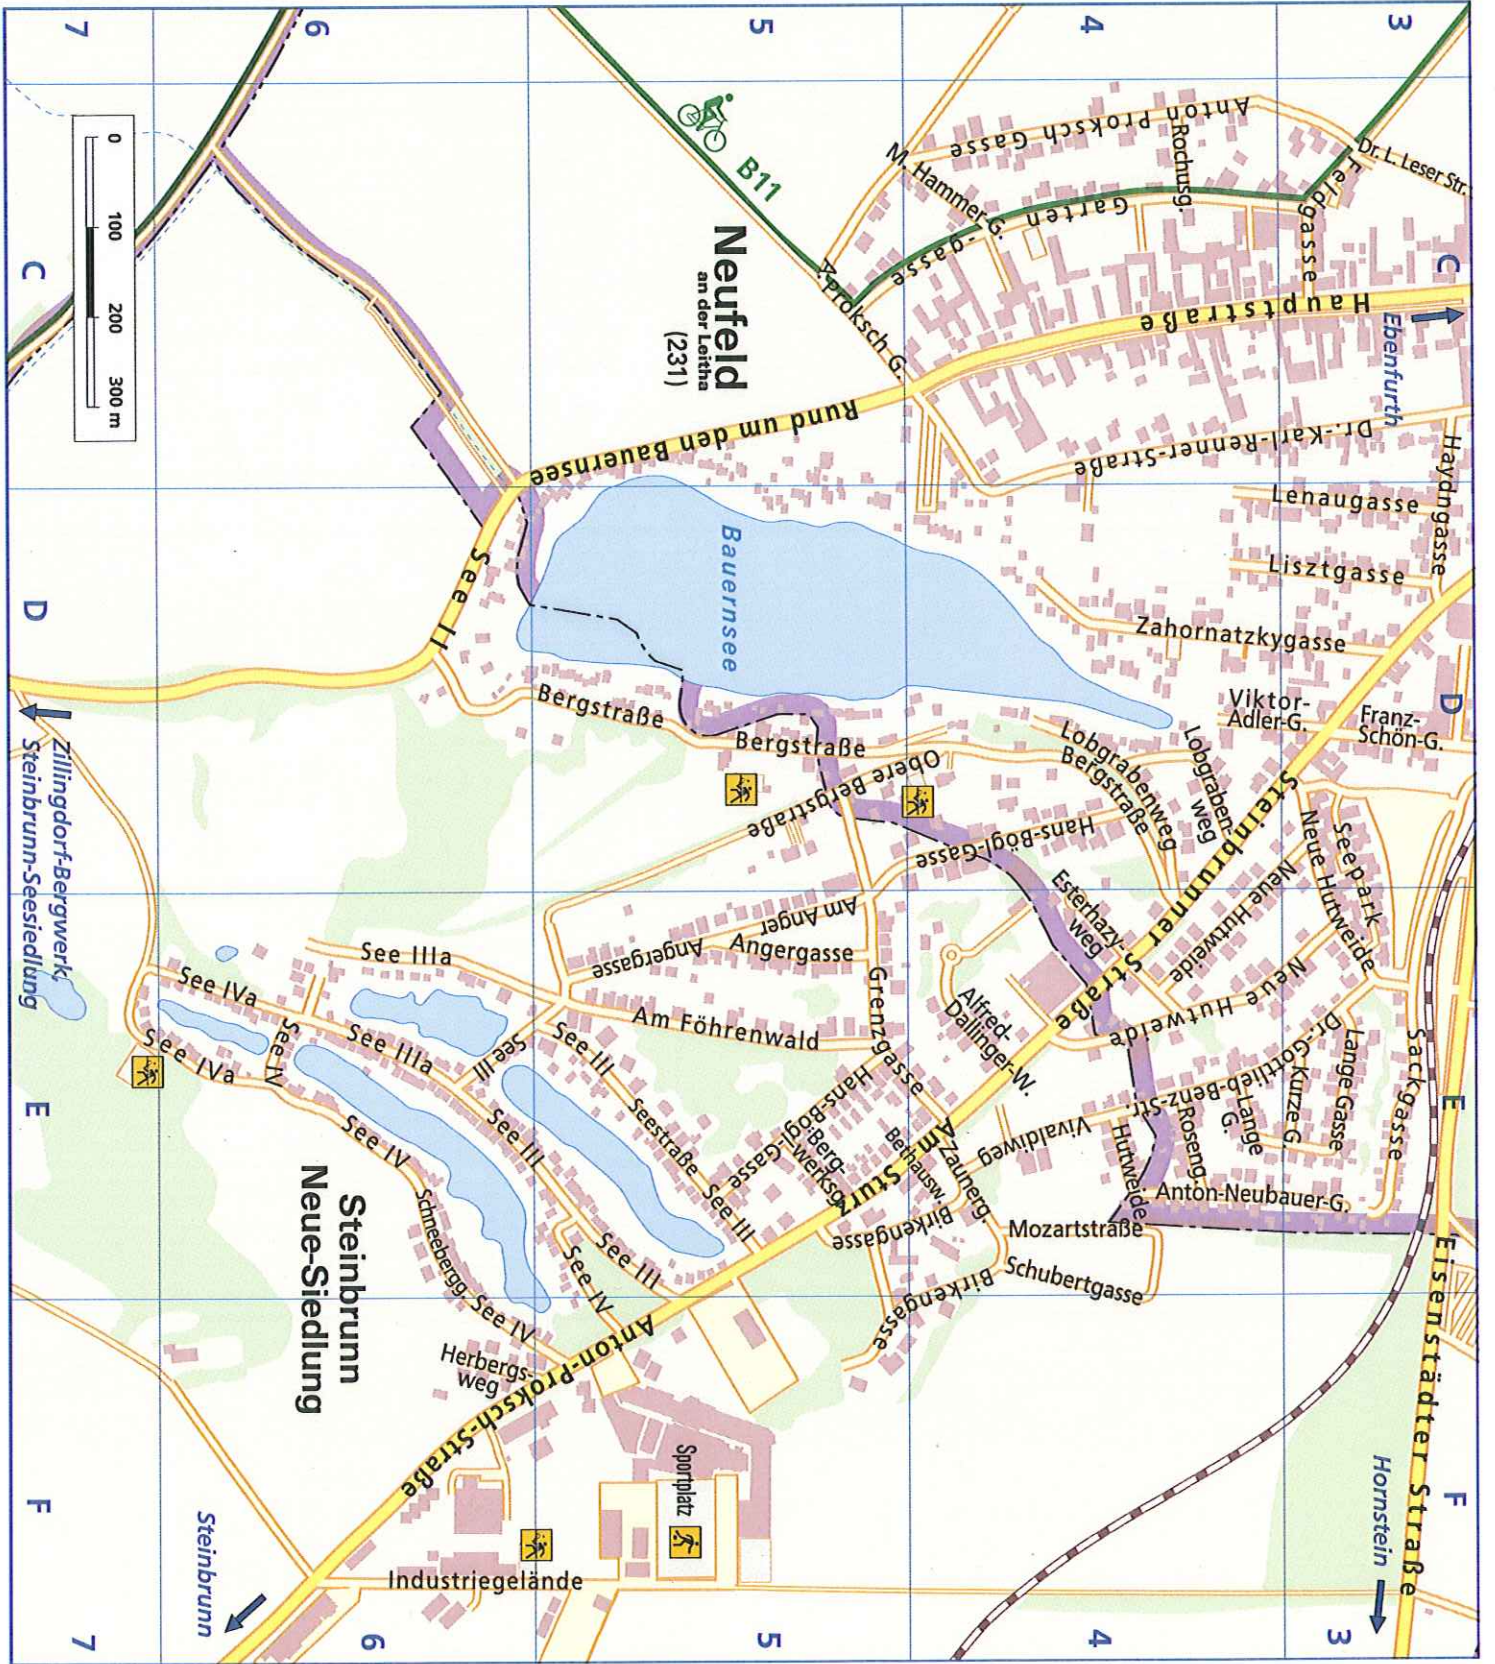 7
6
5
4
3
C
D
E
F
C
D
E
F
7
6
5
4
3
0
100
200
300 m
B11
Neufeld
an der Leitha
(231)
Anton Proksch Gasse
Rochusg.
Dr. L. Leser Str.
Feldgasse
M. Hammer-G.
Garten
-gasse
A. Proksch G.
Hauptstraße
Ebenfurth
Rund um den Bauernsee
Dr.-Karl-Renner-Straße
Haydngasse
Lenaugasse
Lisztgasse
Zahornatzkygasse
Viktor-
Adler-G.
Franz-
Schön-G.
Bauernsee
See II
Bergstraße
Bergstraße
Obere Bergstraße
Lobgrabenweg
Bergstraße
Lobgraben-
weg
Hans-Bögl-Gasse
Steinbrunner Straße
Seepark
Neue Hutweide
Neue Hutweide
Neue Hutweide
Esterhazy-
weg
Zillingdorf-Bergwerk,
Steinbrunn-Seesiedlung
Am Anger
Angergasse
Angergasse
Grenzgasse
Am Föhrenwald
Alfred-
Dallinger-W.
See IIIa
See IVa
See IVa
See IV
See IIIa
See III
See III
See III
Seestraße
See III
See III
See IV
See IV
See IV
Schneebergg.
Hans-Bögl-Gasse
Berg-
werksg.
Bethausw.
Am Sturz
Zaunerg.
Vivaldiweg
Birkengasse
Birkengasse
Mozartstraße
Schubertgasse
Hutweide
Roseng.
Dr.-Gottlieb-Benz-Str.
Lange
G.
Kurze G.
Lange Gasse
Sackgasse
Anton-Neubauer-G.
Eisenstädter Straße
Hornstein
Steinbrunn
Neue-Siedlung
Herbergs-
weg
Anton-Proksch-Straße
Sportplatz
Industriegelände
Steinbrunn